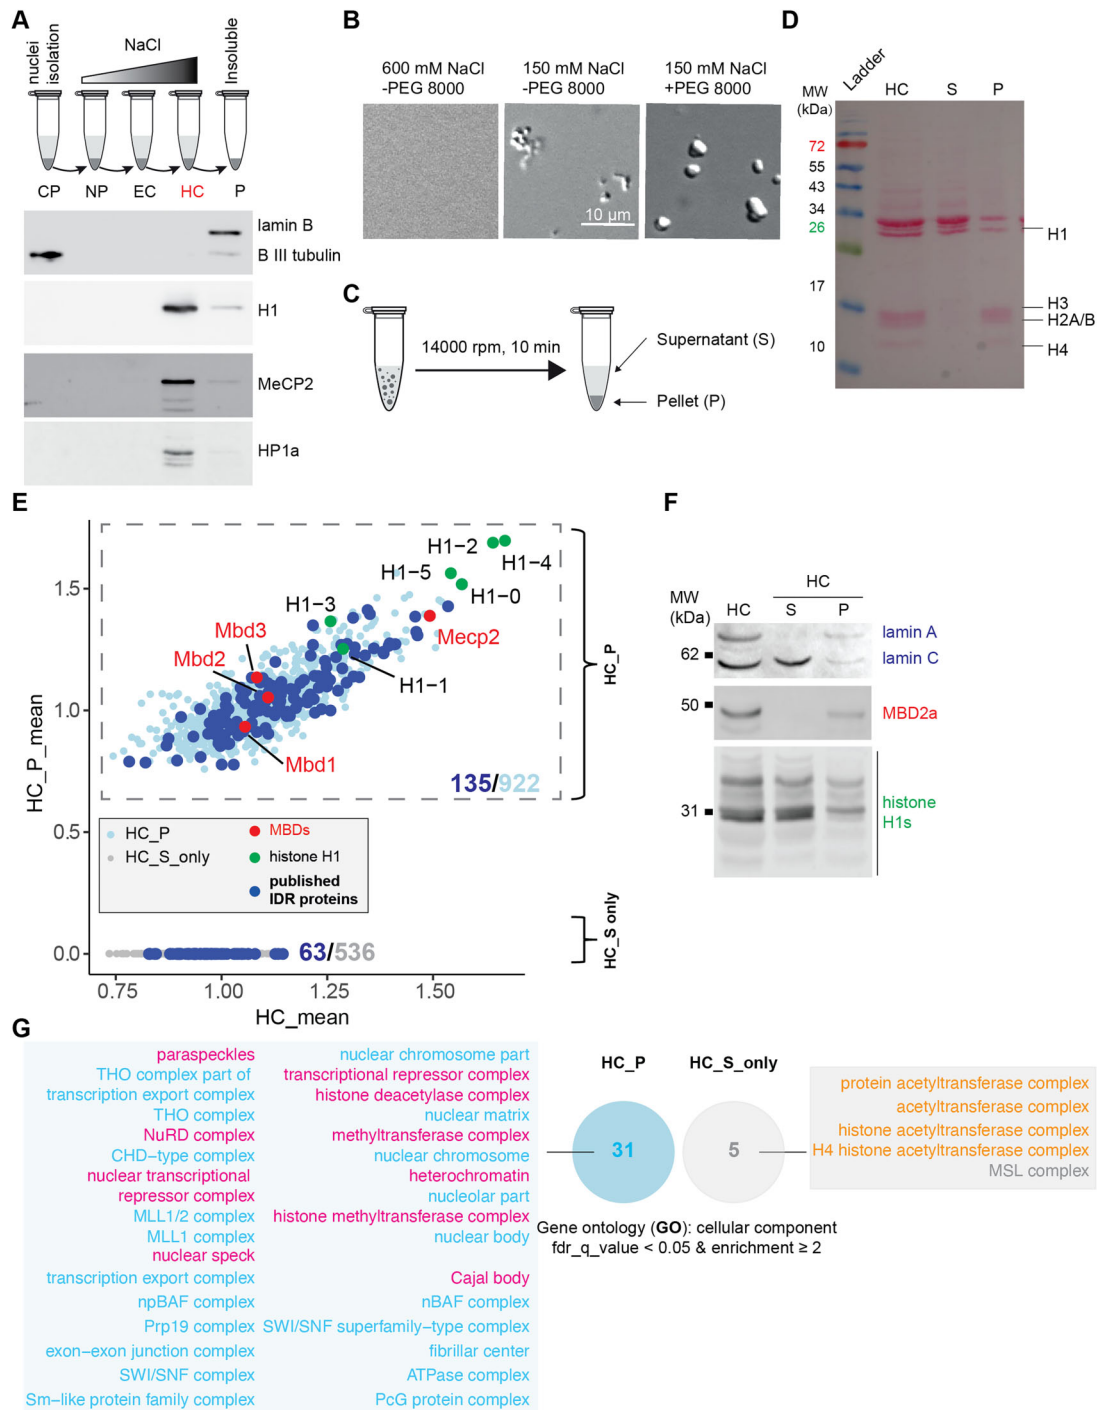 A
nuclei
isolation
NaCl
Insoluble
CP
NP
EC
HC
P
lamin B
B III tubulin
H1
MeCP2
HP1a
B
600 mM NaCl
-PEG 8000
150 mM NaCl
-PEG 8000
150 mM NaCl
+PEG 8000
10 µm
C
14000 rpm, 10 min
Supernatant (S)
Pellet (P)
D
Ladder
MW
(kDa)
HC
S
P
72
55
43
34
26
17
10
H1
H3
H2A/B
H4
E
HC_P_mean
1.5
1.0
0.5
0.0
0.75
1.00
1.25
1.50
HC_mean
H1−2
H1−4
H1−5
H1−0
H1−3
Mecp2
Mbd3
Mbd2
H1−1
Mbd1
135/922
HC_P
HC_S_only
MBDs
histone H1
published
IDR proteins
63/536
HC_P
HC_S only
F
MW
(kDa)
HC
HC
S
P
62
50
31
lamin A
lamin C
MBD2a
histone
H1s
G
paraspeckles
THO complex part of
transcription export complex
THO complex
NuRD complex
CHD−type complex
nuclear transcriptional
repressor complex
MLL1/2 complex
MLL1 complex
nuclear speck
transcription export complex
npBAF complex
Prp19 complex
exon−exon junction complex
SWI/SNF complex
Sm−like protein family complex
nuclear chromosome part
transcriptional repressor complex
histone deacetylase complex
nuclear matrix
methyltransferase complex
nuclear chromosome
heterochromatin
nucleolar part
histone methyltransferase complex
nuclear body
Cajal body
nBAF complex
SWI/SNF superfamily−type complex
fibrillar center
ATPase complex
PcG protein complex
HC_P
HC_S_only
31
5
Gene ontology (GO): cellular component
fdr_q_value < 0.05 & enrichment ≥ 2
protein acetyltransferase complex
acetyltransferase complex
histone acetyltransferase complex
H4 histone acetyltransferase complex
MSL complex